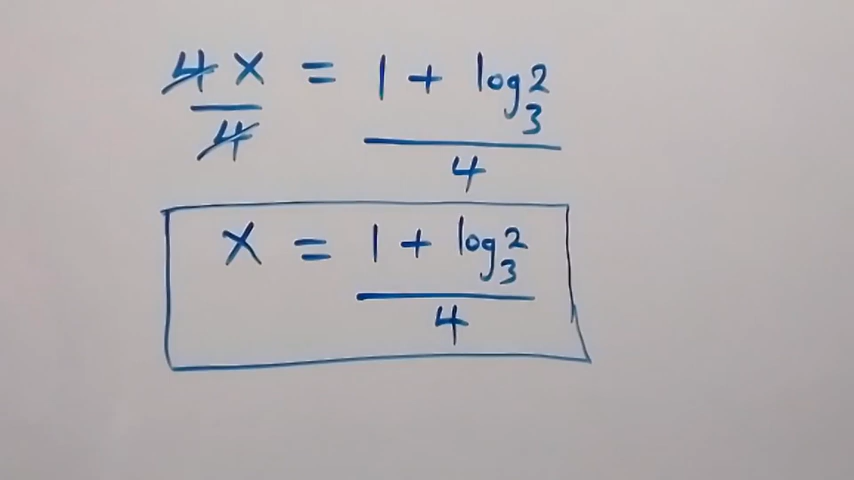 4x/4 = (1 + log₃2)/4
x = (1 + log₃2)/4